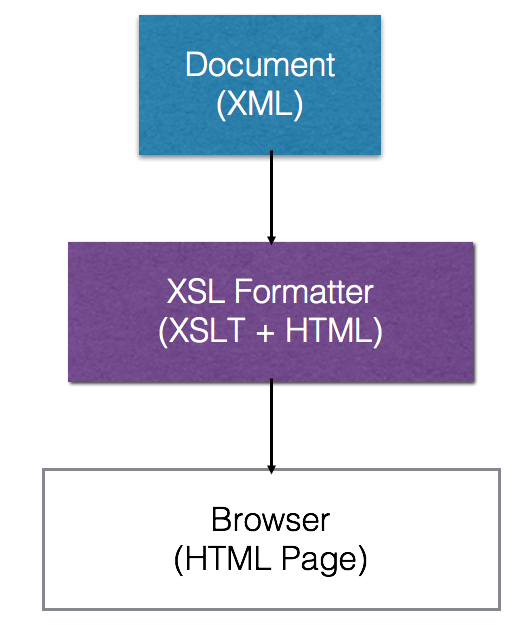 Document
(XML)
XSL Formatter
(XSLT + HTML)
Browser
(HTML Page)